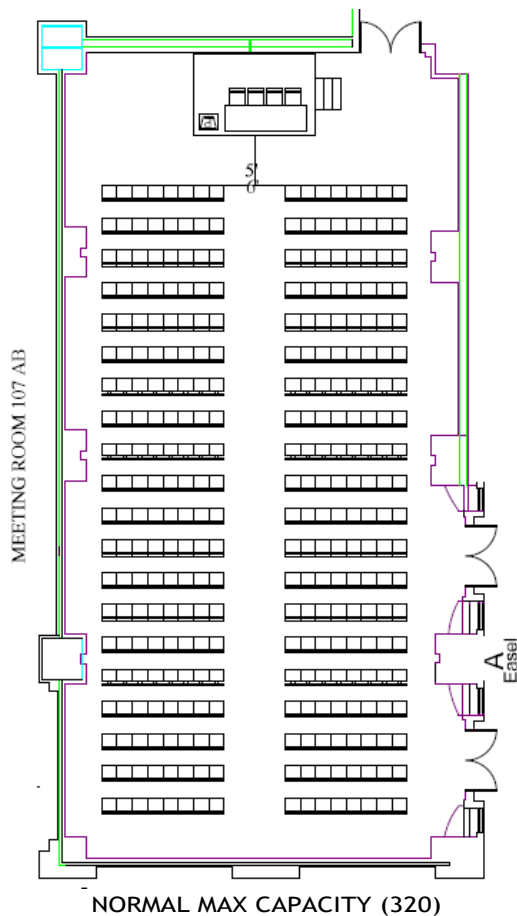 5'
0'
MEETING ROOM 107 AB
A
Easel
NORMAL MAX CAPACITY (320)